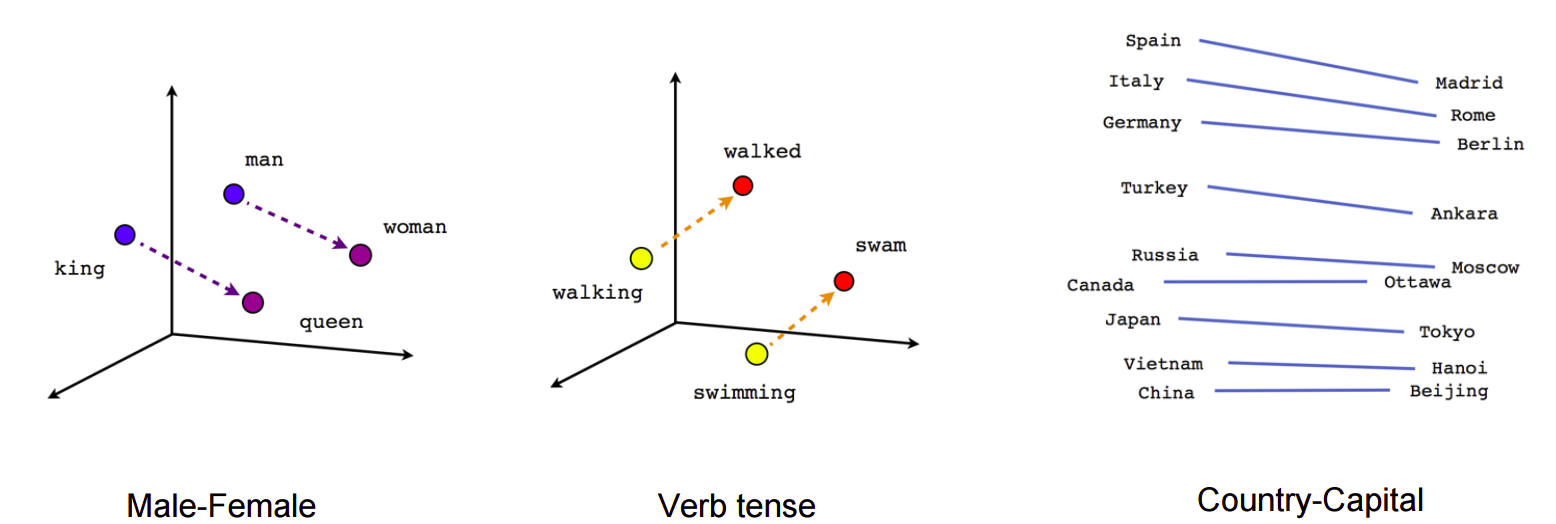 man
woman
king
queen
Male-Female
walked
swam
walking
swimming
Verb tense
Spain Madrid
Italy Rome
Germany Berlin
Turkey Ankara
Russia Moscow
Canada Ottawa
Japan Tokyo
Vietnam Hanoi
China Beijing
Country-Capital